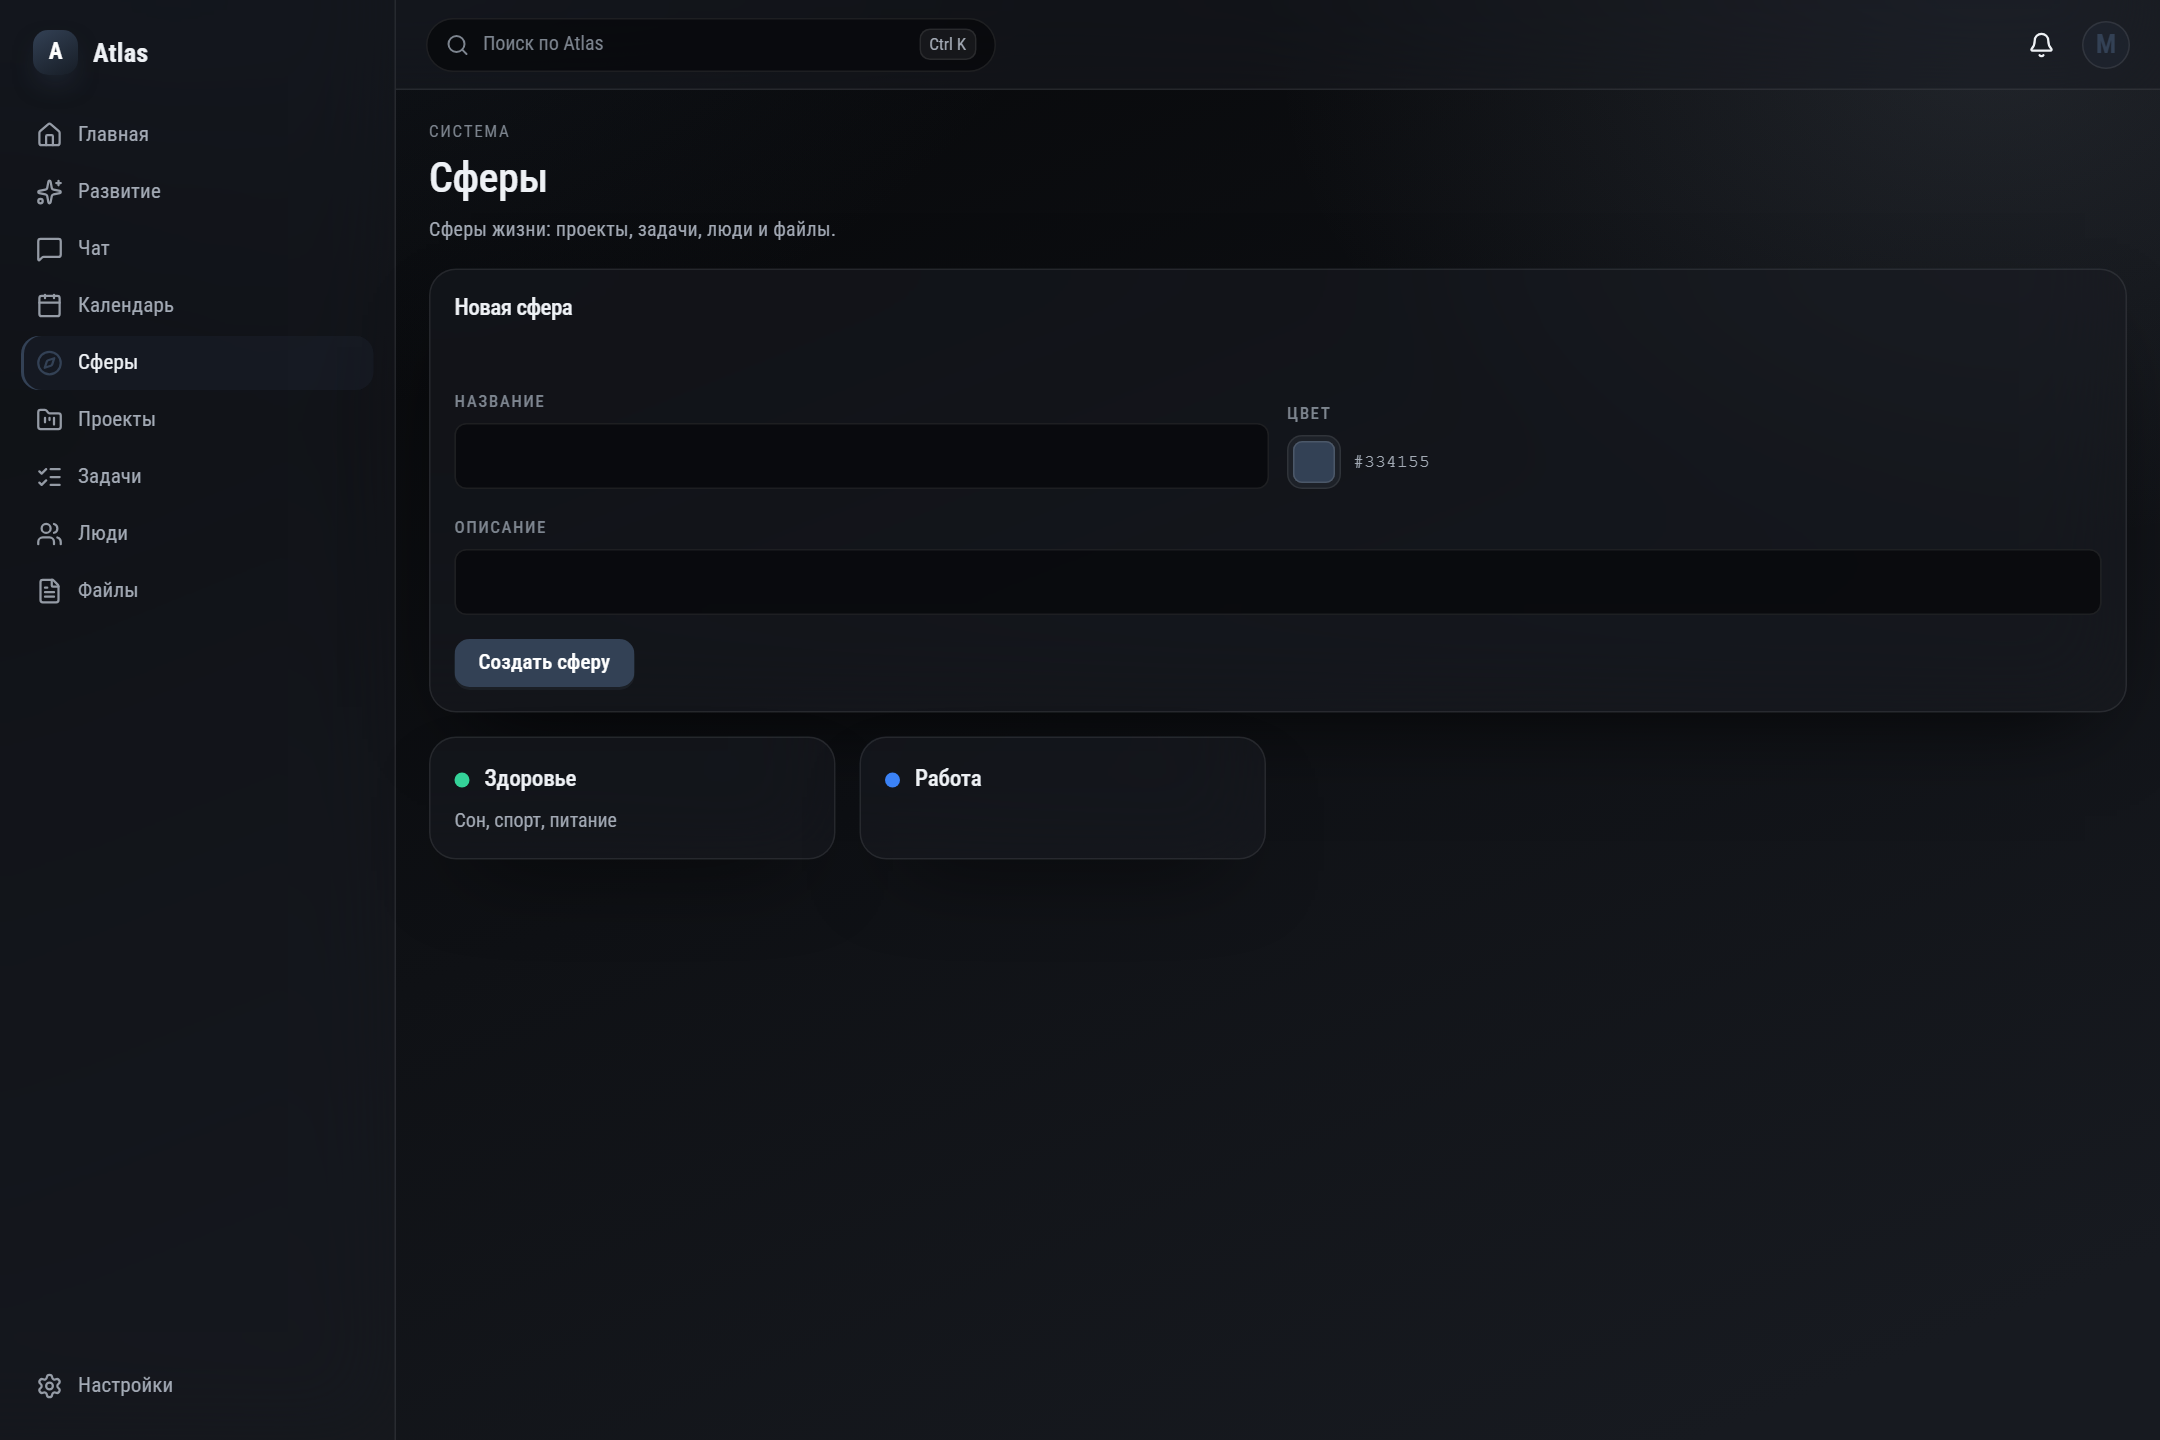 A Atlas
Поиск по Atlas
Ctrl K
M
Главная
Развитие
Чат
Календарь
Сферы
Проекты
Задачи
Люди
Файлы
Настройки
СИСТЕМА
Сферы
Сферы жизни: проекты, задачи, люди и файлы.
Новая сфера
НАЗВАНИЕ
ЦВЕТ
#334155
ОПИСАНИЕ
Создать сферу
Здоровье
Сон, спорт, питание
Работа